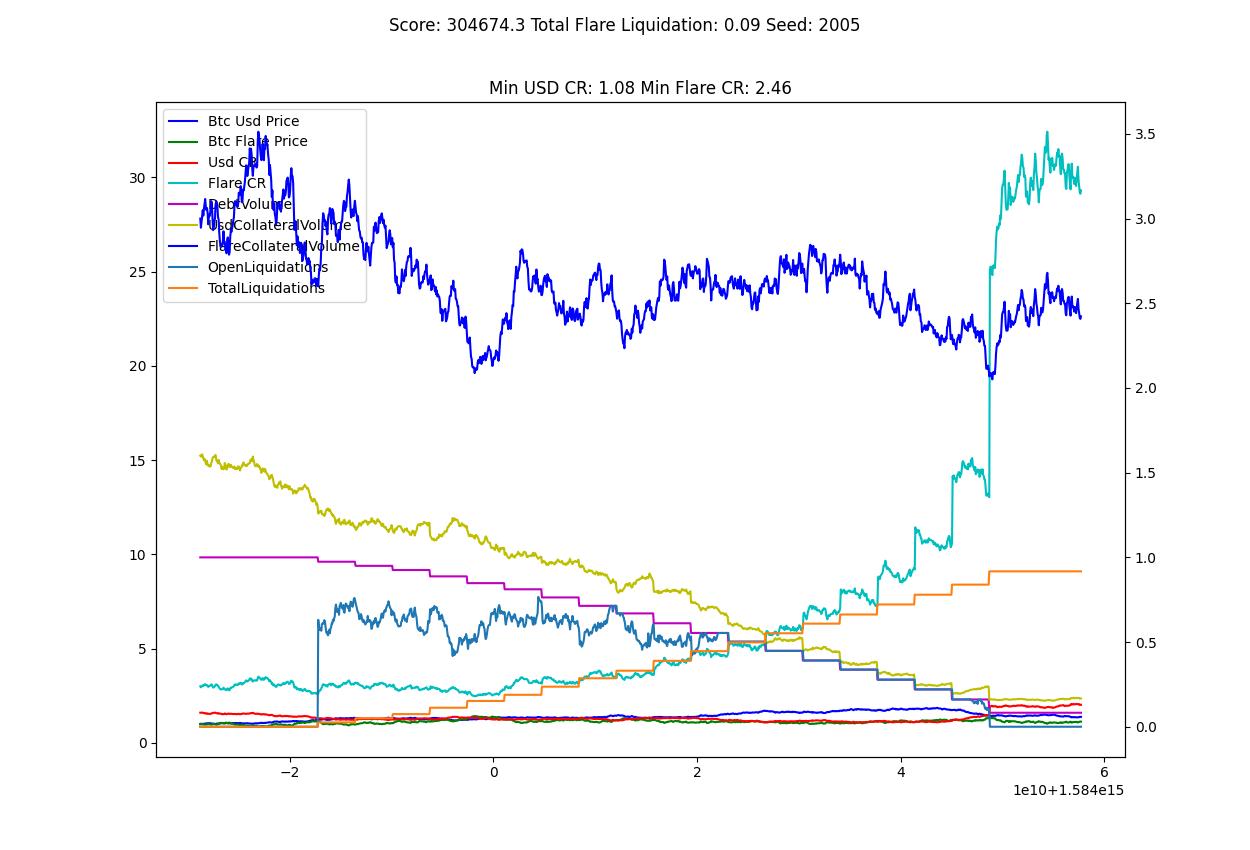 Score: 304674.3 Total Flare Liquidation: 0.09 Seed: 2005
Min USD CR: 1.08 Min Flare CR: 2.46
Btc Usd Price
Btc Flare Price
Usd CR
Flare CR
DebtVolume
UsdCollateralVolume
FlareCollateralVolume
OpenLiquidations
TotalLiquidations
30
25
20
15
10
5
0
3.5
3.0
2.5
2.0
1.5
1.0
0.5
0.0
−2 0 2 4 6
1e10+1.584e15